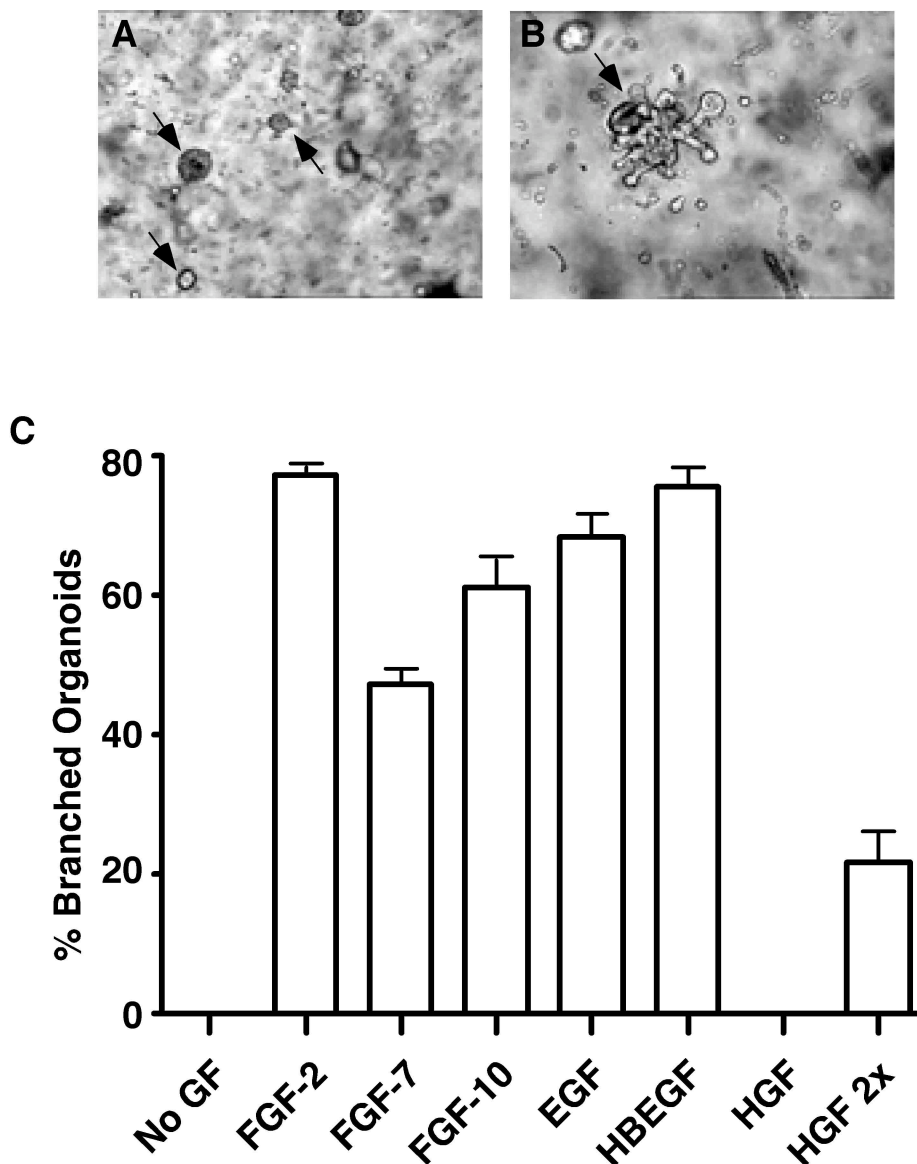 A
B
C
% Branched Organoids
80
60
40
20
0
No GF
FGF-2
FGF-7
FGF-10
EGF
HBEGF
HGF
HGF 2x